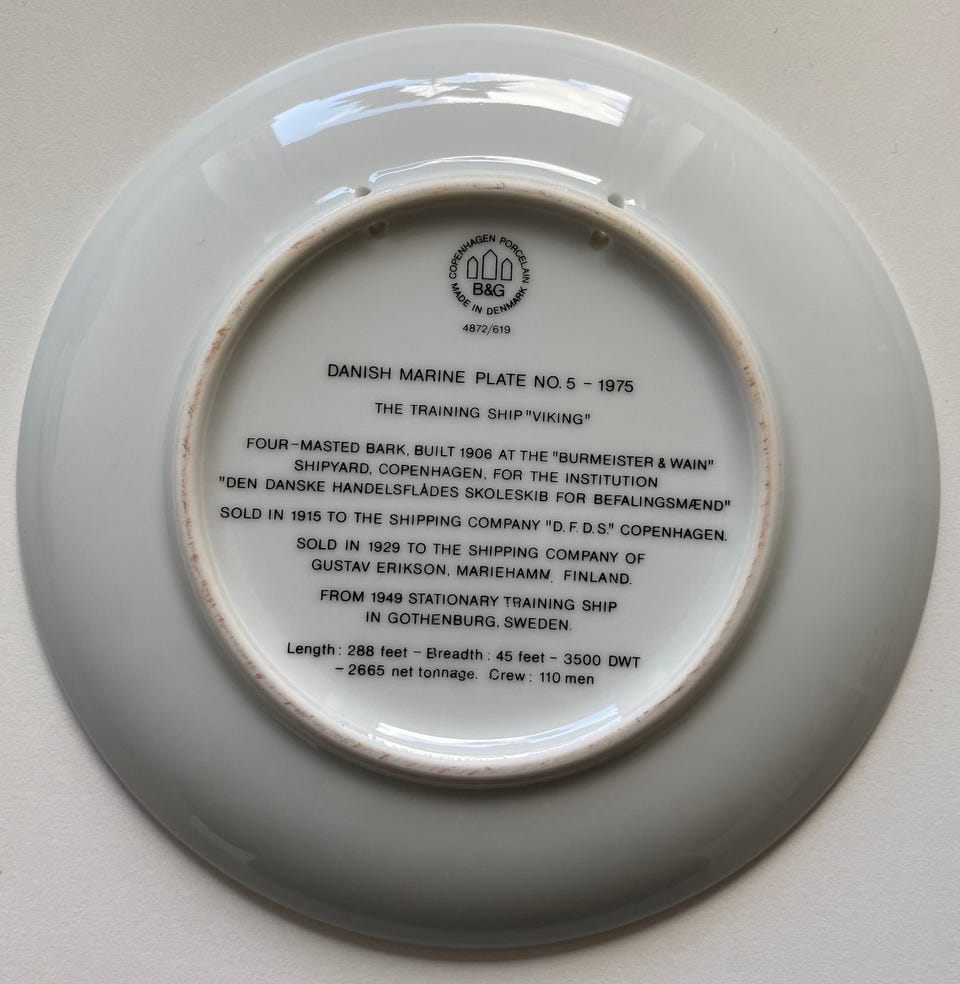 COPENHAGEN PORCELAIN
B&G
MADE IN DENMARK
4872/619
DANISH MARINE PLATE NO. 5 – 1975
THE TRAINING SHIP "VIKING"
FOUR-MASTED BARK, BUILT 1906 AT THE "BURMEISTER & WAIN"
SHIPYARD, COPENHAGEN, FOR THE INSTITUTION
"DEN DANSKE HANDELSFLÅDES SKOLESKIB FOR BEFALINGSMÆND"
SOLD IN 1915 TO THE SHIPPING COMPANY "D.F.D.S." COPENHAGEN.
SOLD IN 1929 TO THE SHIPPING COMPANY OF
GUSTAV ERIKSON, MARIEHAMN, FINLAND.
FROM 1949 STATIONARY TRAINING SHIP
IN GOTHENBURG, SWEDEN.
Length: 288 feet – Breadth: 45 feet – 3500 DWT
– 2665 net tonnage. Crew: 110 men